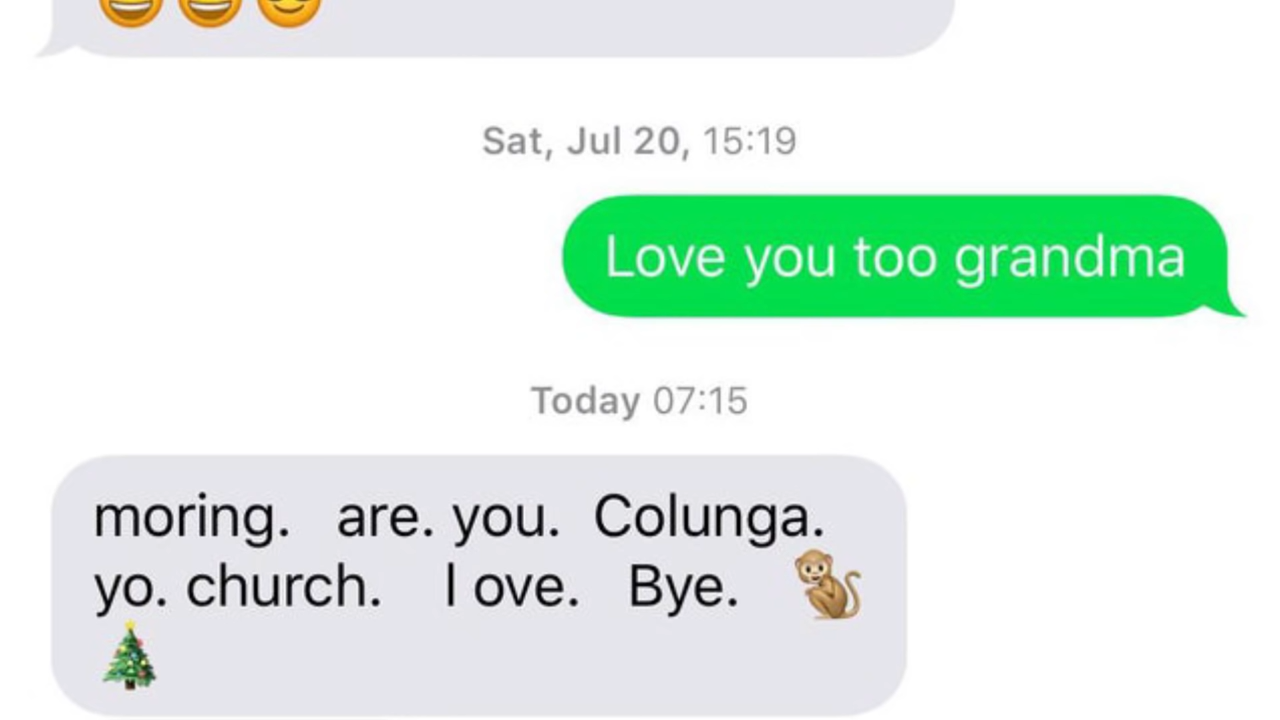 Sat, Jul 20, 15:19
Love you too grandma
Today 07:15
moring.   are. you.  Colunga.
yo. church.    l ove.   Bye.   🐒
🎄